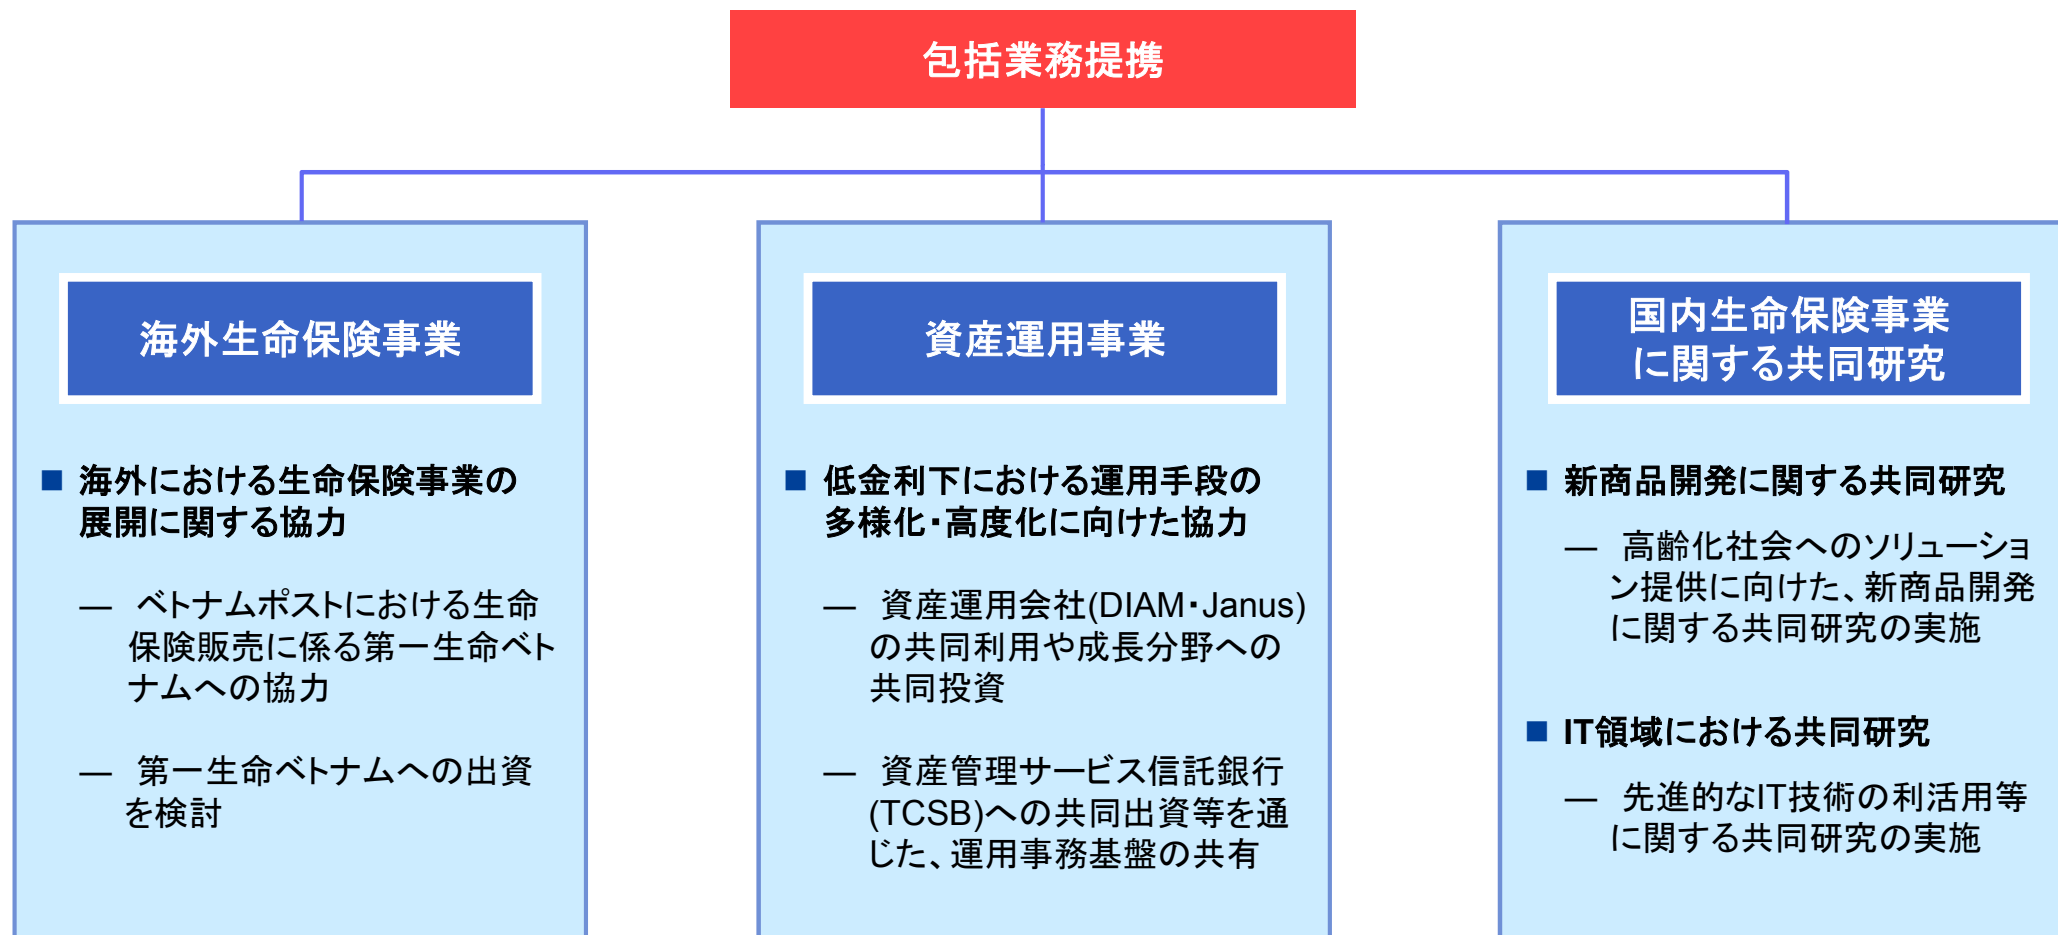 包括業務提携
海外生命保険事業
■ 海外における生命保険事業の
展開に関する協力
― ベトナムポストにおける生命
保険販売に係る第一生命ベト
ナムへの協力
― 第一生命ベトナムへの出資
を検討
資産運用事業
■ 低金利下における運用手段の
多様化・高度化に向けた協力
― 資産運用会社(DIAM・Janus)
の共同利用や成長分野への
共同投資
― 資産管理サービス信託銀行
(TCSB)への共同出資等を通
じた、運用事務基盤の共有
国内生命保険事業
に関する共同研究
■ 新商品開発に関する共同研究
― 高齢化社会へのソリューショ
ン提供に向けた、新商品開発
に関する共同研究の実施
■ IT領域における共同研究
― 先進的なIT技術の利活用等
に関する共同研究の実施